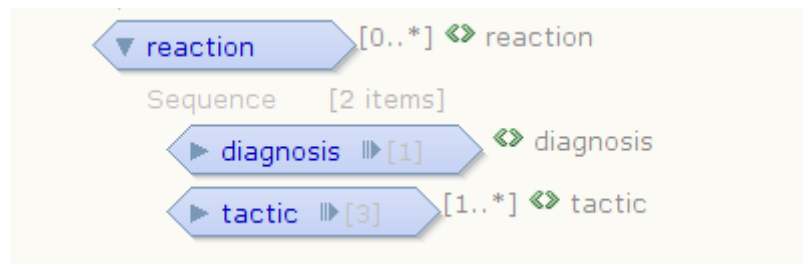 reaction [0..*] reaction
Sequence [2 items]
diagnosis [1] diagnosis
tactic [3] [1..*] tactic